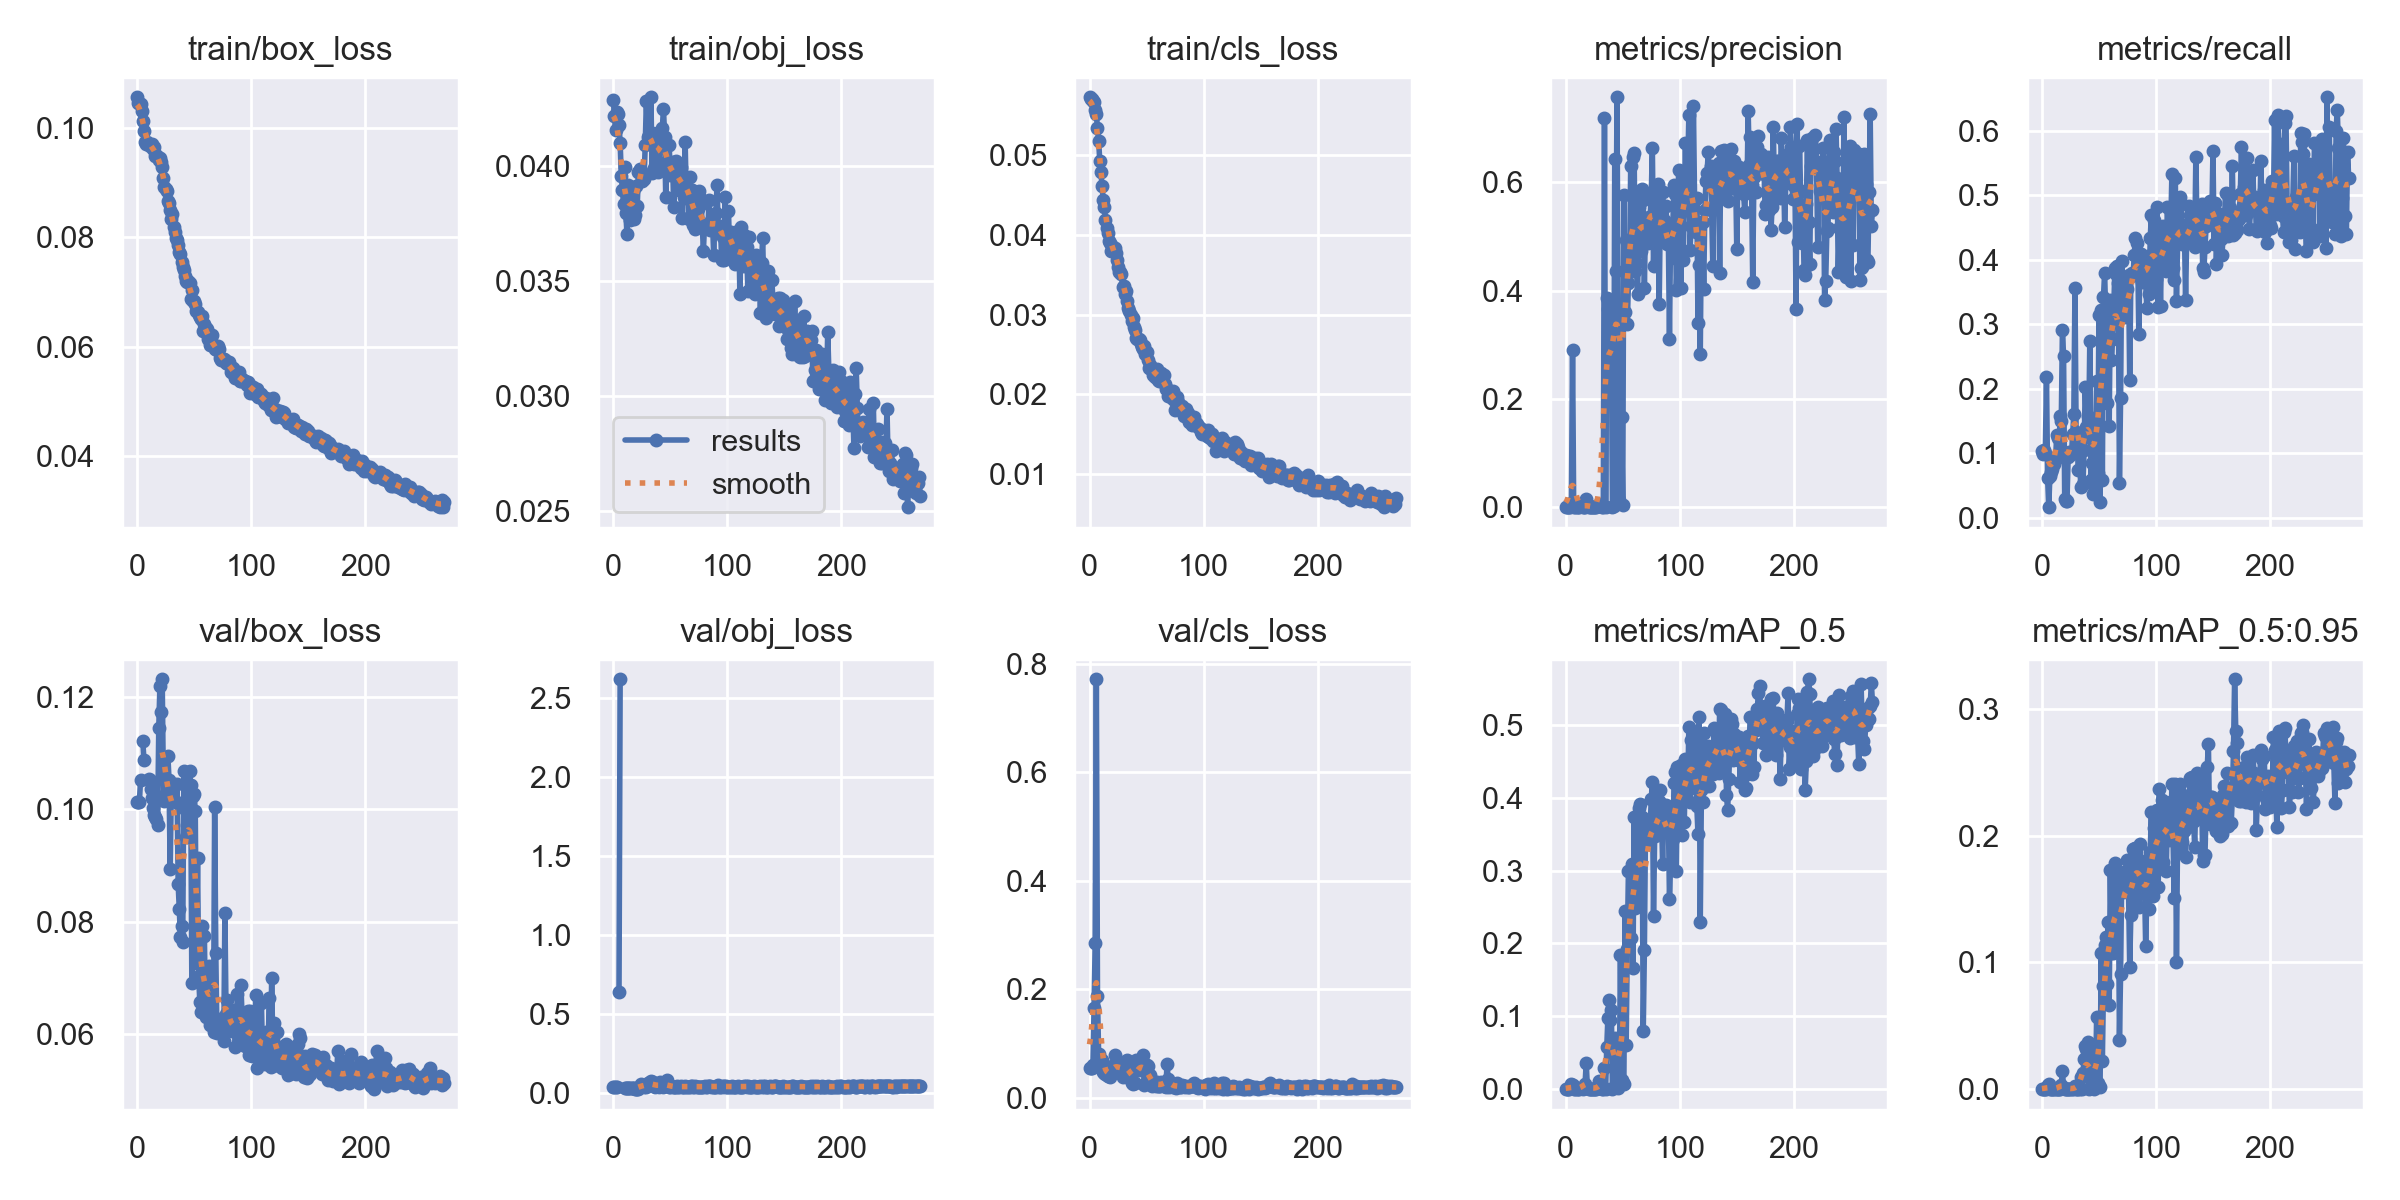 train/box_loss
0.10
0.08
0.06
0.04
0 100 200
train/obj_loss
0.040
0.035
0.030
0.025
results
smooth
0 100 200
train/cls_loss
0.05
0.04
0.03
0.02
0.01
0 100 200
metrics/precision
0.6
0.4
0.2
0.0
0 100 200
metrics/recall
0.6
0.5
0.4
0.3
0.2
0.1
0.0
0 100 200
val/box_loss
0.12
0.10
0.08
0.06
0 100 200
val/obj_loss
2.5
2.0
1.5
1.0
0.5
0.0
0 100 200
val/cls_loss
0.8
0.6
0.4
0.2
0.0
0 100 200
metrics/mAP_0.5
0.5
0.4
0.3
0.2
0.1
0.0
0 100 200
metrics/mAP_0.5:0.95
0.3
0.2
0.1
0.0
0 100 200